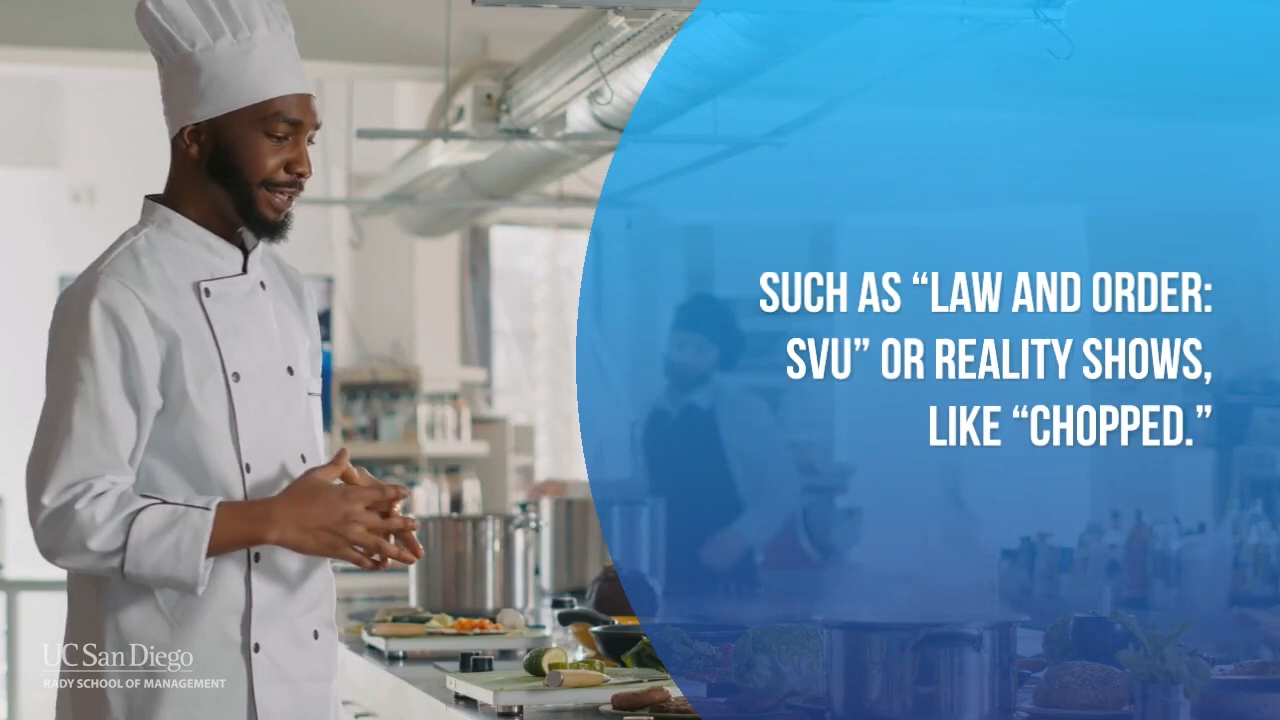 SUCH AS “LAW AND ORDER:
SVU” OR REALITY SHOWS,
LIKE “CHOPPED.”
UC San Diego
RADY SCHOOL OF MANAGEMENT